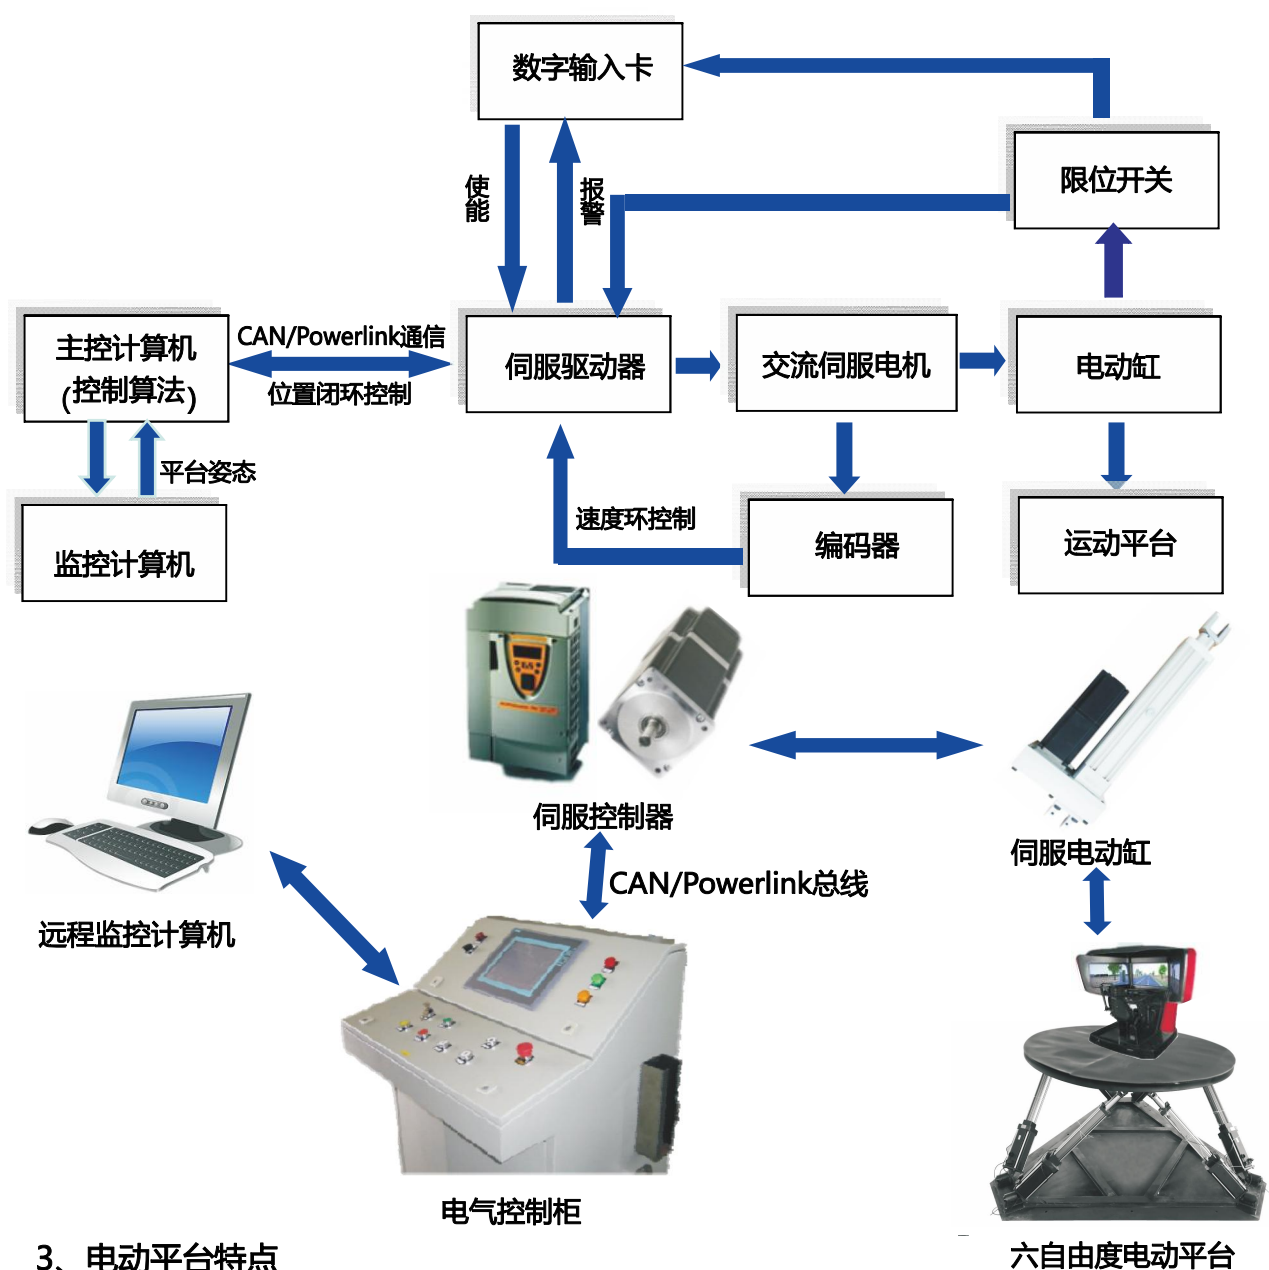 数字输入卡
限位开关
使能
报警
主控计算机
(控制算法)
CAN/Powerlink通信
位置闭环控制
伺服驱动器
交流伺服电机
电动缸
平台姿态
监控计算机
速度环控制
编码器
运动平台
伺服控制器
伺服电动缸
CAN/Powerlink总线
远程监控计算机
电气控制柜
六自由度电动平台
3、电动平台特点